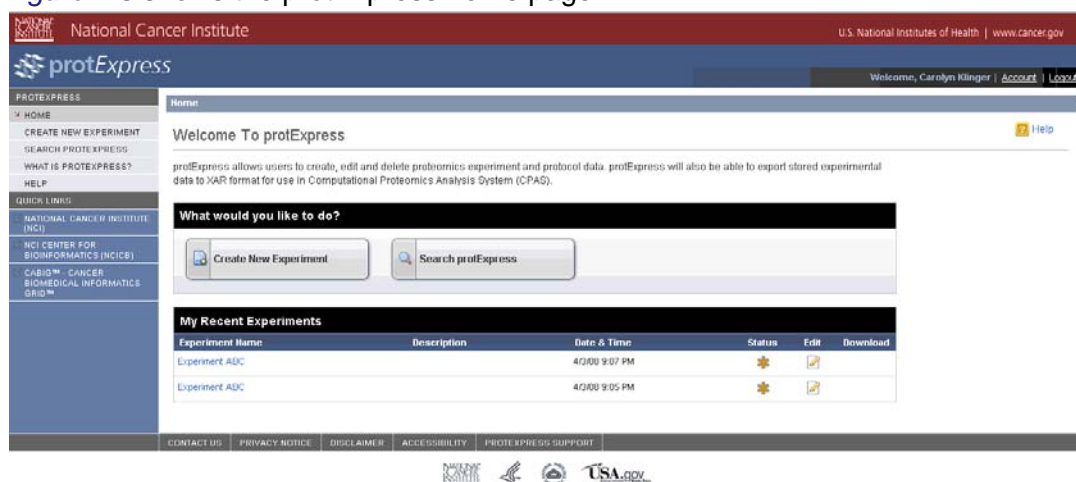 National Cancer Institute
U.S. National Institutes of Health | www.cancer.gov
protExpress
Welcome, Carolyn Klinger | Account | Logout
PROTEXPRESS
HOME
CREATE NEW EXPERIMENT
SEARCH PROTEXPRESS
WHAT IS PROTEXPRESS?
HELP
QUICK LINKS
NATIONAL CANCER INSTITUTE
(NCI)
NCI CENTER FOR
BIOINFORMATICS (NCICB)
CABIG™ - CANCER
BIOMEDICAL INFORMATICS
GRID™
Home
Welcome To protExpress
Help
protExpress allows users to create, edit and delete proteomics experiment and protocol data. protExpress will also be able to export stored experimental
data to XAR format for use in Computational Proteomics Analysis System (CPAS).
What would you like to do?
Create New Experiment
Search protExpress
My Recent Experiments
Experiment Name Description Date & Time Status Edit Download
Experiment ABC 4/3/08 9:07 PM
Experiment ABC 4/3/08 9:05 PM
CONTACT US PRIVACY NOTICE DISCLAIMER ACCESSIBILITY PROTEXPRESS SUPPORT
USA.gov